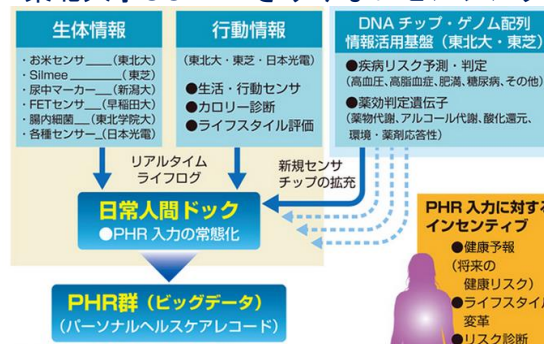 生体情報
・お米センサ____(東北大)
・Silmee________(東芝)
・尿中マーカー__(新潟大)
・FETセンサ__(早稲田大)
・腸内細菌__(東北学院大)
・各種センサー_(日本光電)
行動情報
(東北大・東芝・日本光電)
●生活・行動センサ
●カロリー診断
●ライフスタイル評価
DNA チップ・ゲノム配列
情報活用基盤(東北大・東芝)
●疾病リスク予測・判定
(高血圧、高脂血症、肥満、糖尿病、その他)
●薬効判定遺伝子
(薬物代謝、アルコール代謝、酸化還元、
環境・薬剤応答性)
リアルタイム
ライフログ
新規センサ
チップの拡充
日常人間ドック
●PHR 入力の常態化
PHR群(ビッグデータ)
(パーソナルヘルスケアレコード)
PHR 入力に対する
インセンティブ
●健康予報
(将来の
健康リスク)
●ライフスタイル
変革
●リスク診断